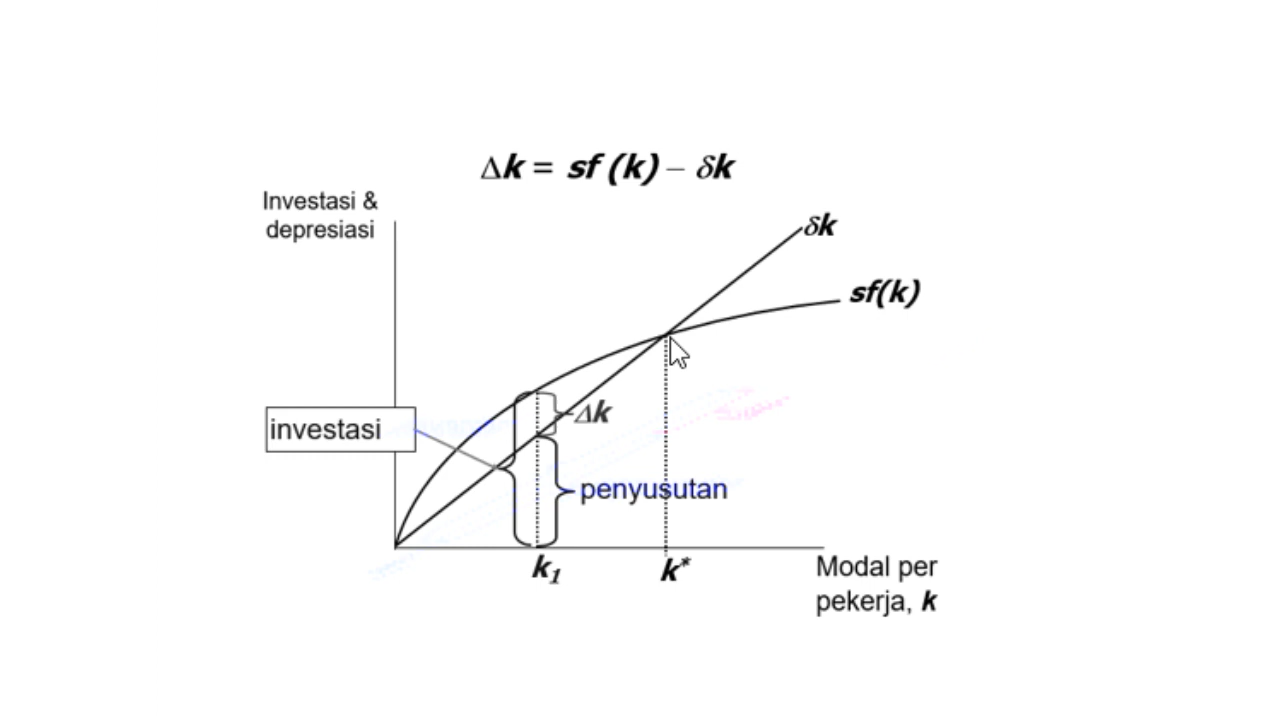 Δk = sf (k) – δk
Investasi &
depresiasi
δk
sf(k)
Δk
investasi
penyusutan
k₁
k*
Modal per
pekerja, k